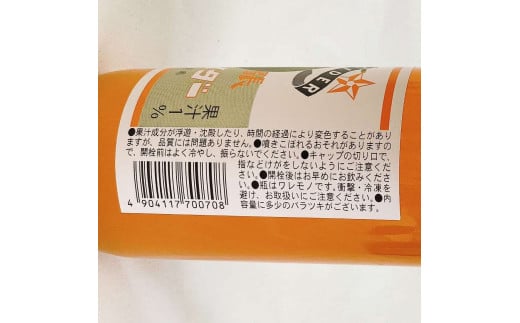 DER
果汁1%
●果汁成分が浮遊・沈殿したり、時間の経過により変色することがあり
ますが、品質には問題ありません。●噴きこぼれるおそれがありますの
で、開栓前はよく冷やし、振らないでください。●キャップの切り口で、
指などけがをしないようにご注意くだ
さい。●開栓後はお早めにお飲みくだ
さい。●瓶はワレモノです。衝撃・冷凍を
避け、お取扱いにご注意ください。●内
容量に多少のバラツキがございます。
4 904117 700708